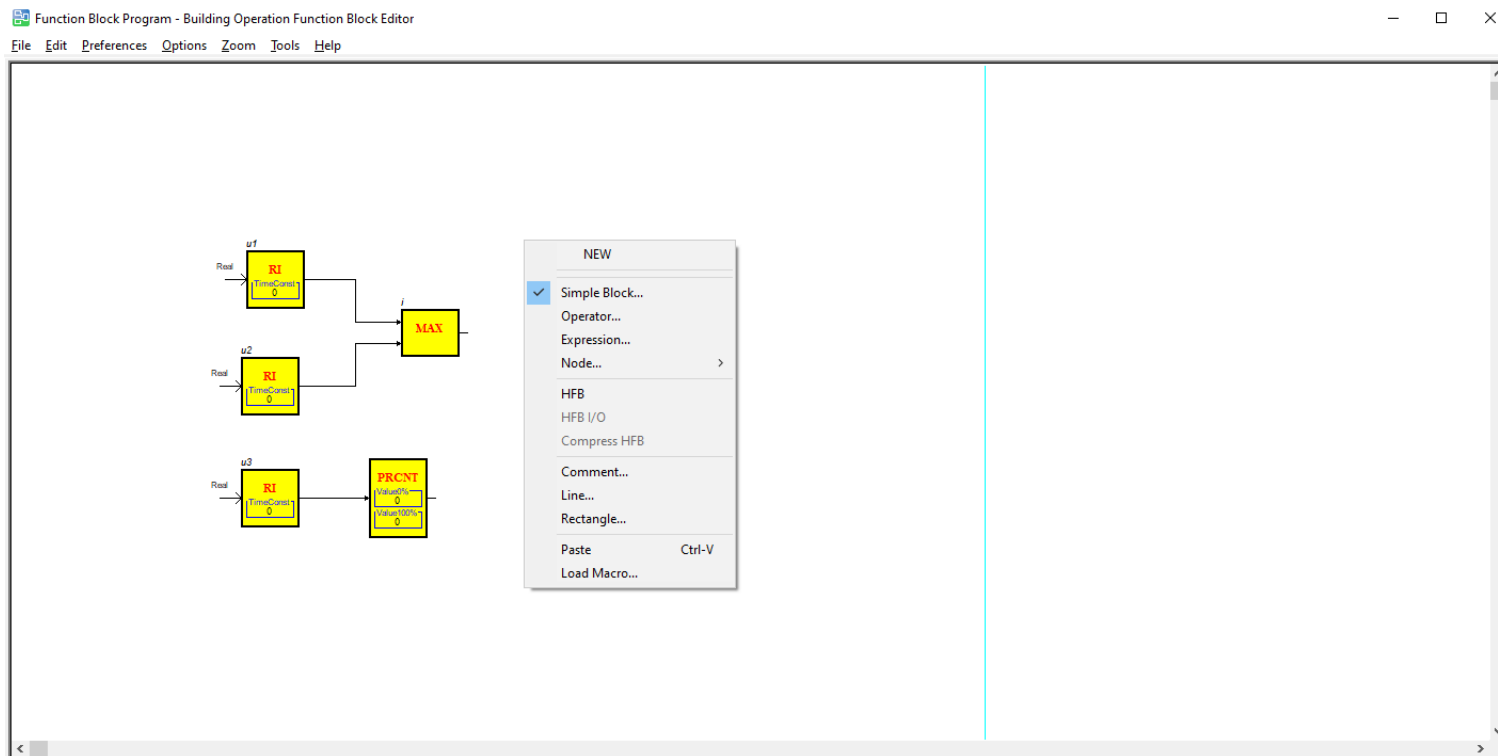 Function Block Program - Building Operation Function Block Editor
File Edit Preferences Options Zoom Tools Help
u1
Real
RI
TimeConst
0
i
MAX
u2
Real
RI
TimeConst
0
u3
Real
RI
TimeConst
0
PRCNT
Value0%
0
Value100%
0
NEW
Simple Block...
Operator...
Expression...
Node...
HFB
HFB I/O
Compress HFB
Comment...
Line...
Rectangle...
Paste Ctrl-V
Load Macro...